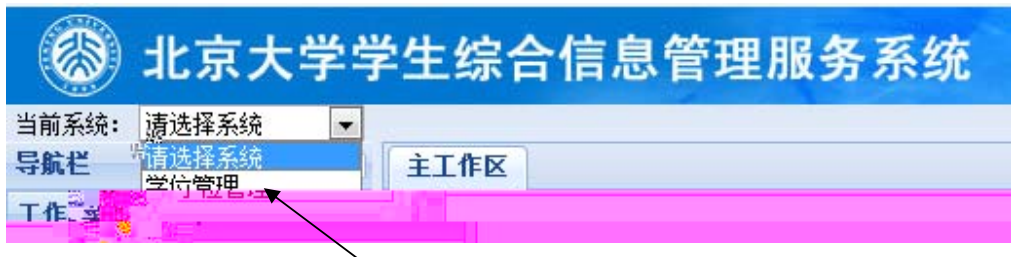 北京大学学生综合信息管理服务系统
当前系统： 请选择系统
导航栏 请选择系统 主工作区
学位管理
工作